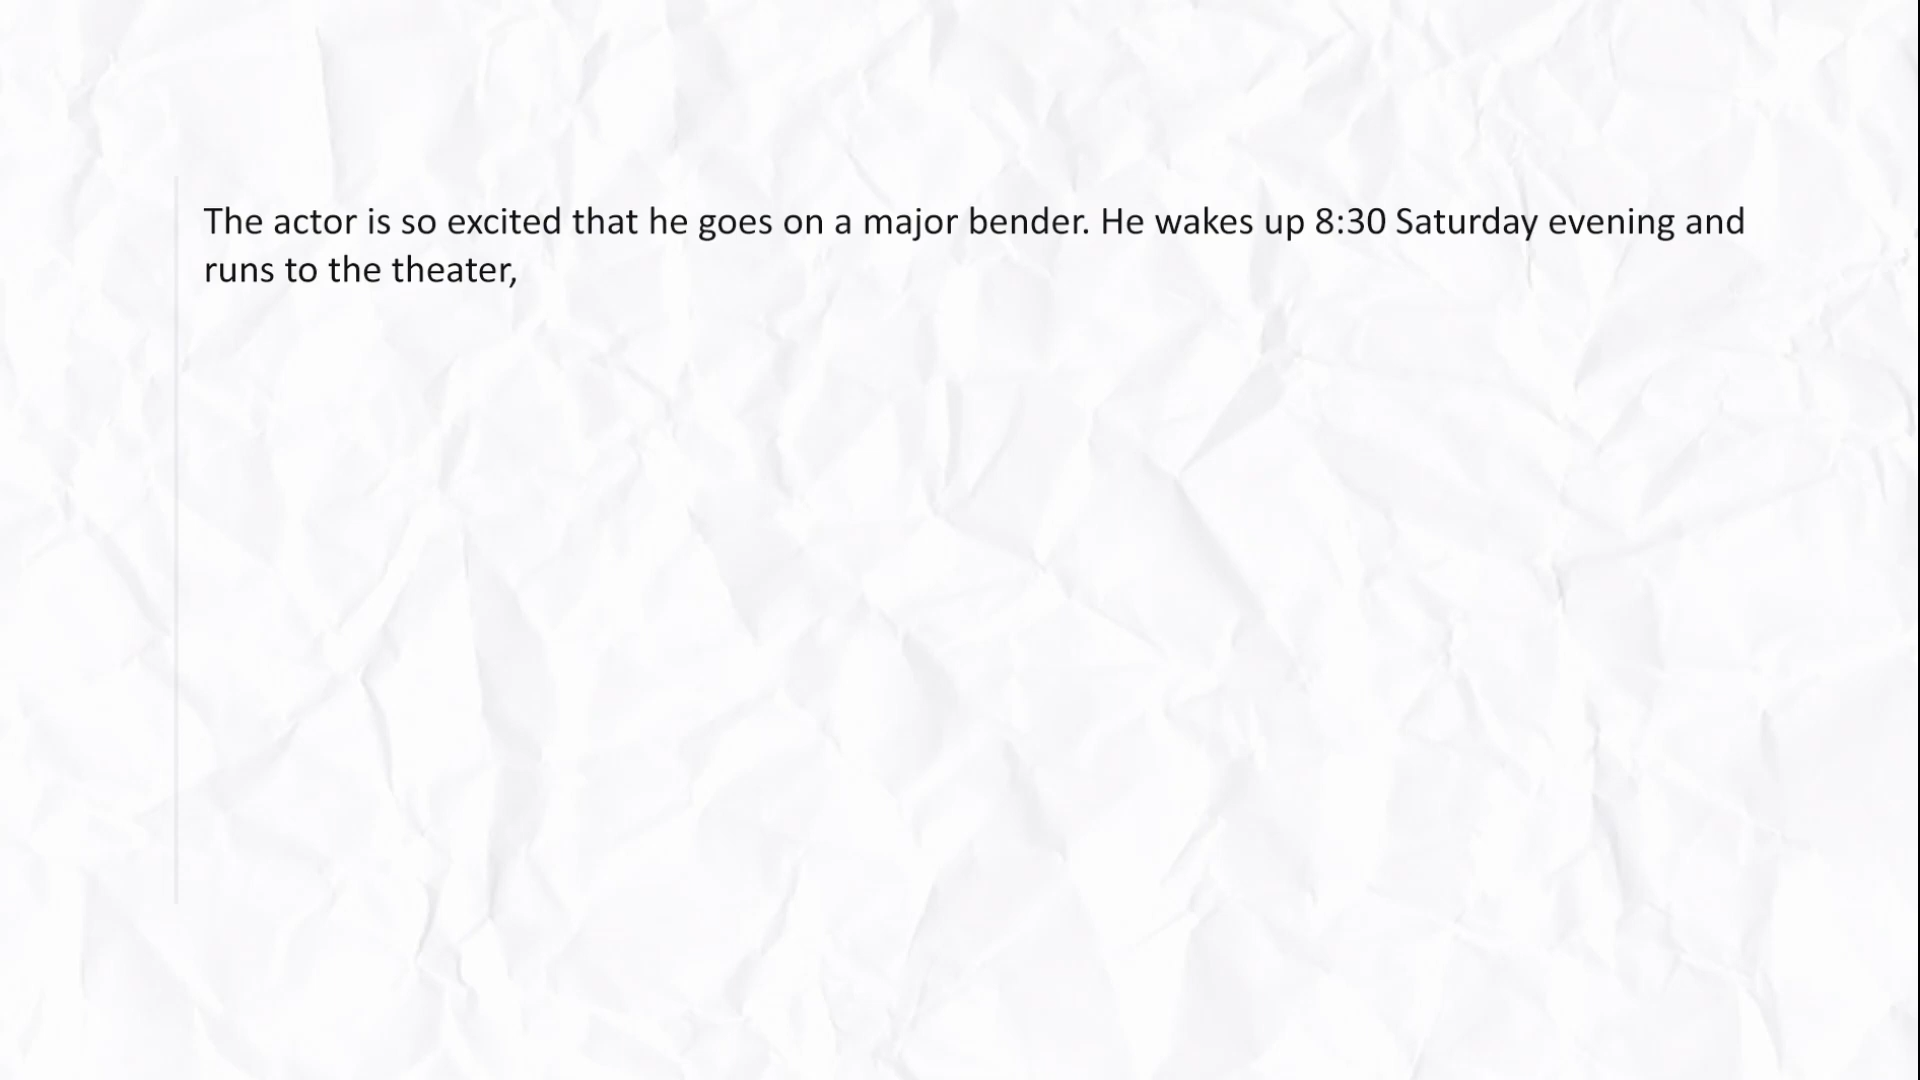 The actor is so excited that he goes on a major bender. He wakes up 8:30 Saturday evening and
runs to the theater,